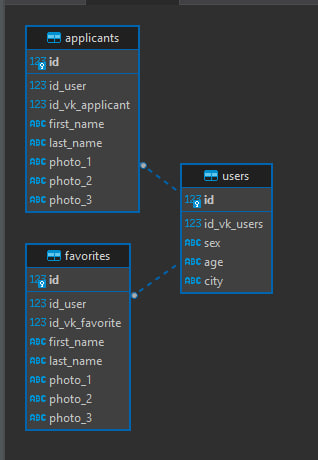 applicants
123 id
123 id_user
123 id_vk_applicant
ABC first_name
ABC last_name
ABC photo_1
ABC photo_2
ABC photo_3
users
123 id
123 id_vk_users
ABC sex
ABC age
ABC city
favorites
123 id
123 id_user
123 id_vk_favorite
ABC first_name
ABC last_name
ABC photo_1
ABC photo_2
ABC photo_3